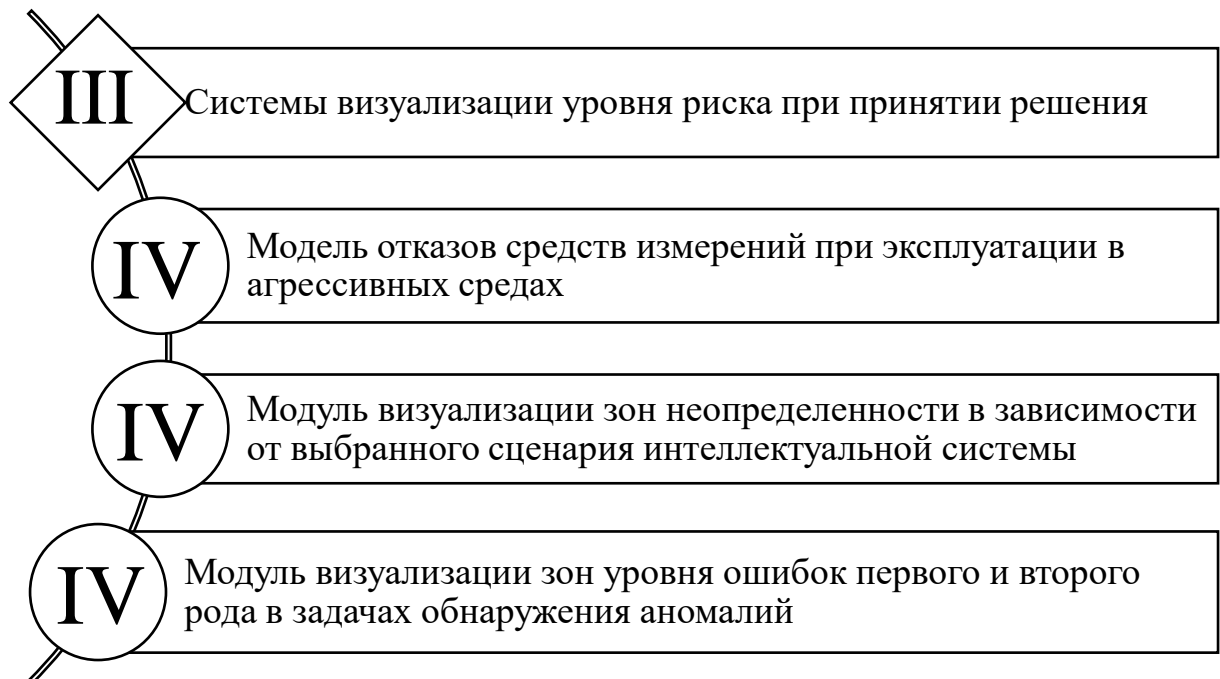 III
Системы визуализации уровня риска при принятии решения
IV
Модель отказов средств измерений при эксплуатации в
агрессивных средах
IV
Модуль визуализации зон неопределенности в зависимости
от выбранного сценария интеллектуальной системы
IV
Модуль визуализации зон уровня ошибок первого и второго
рода в задачах обнаружения аномалий